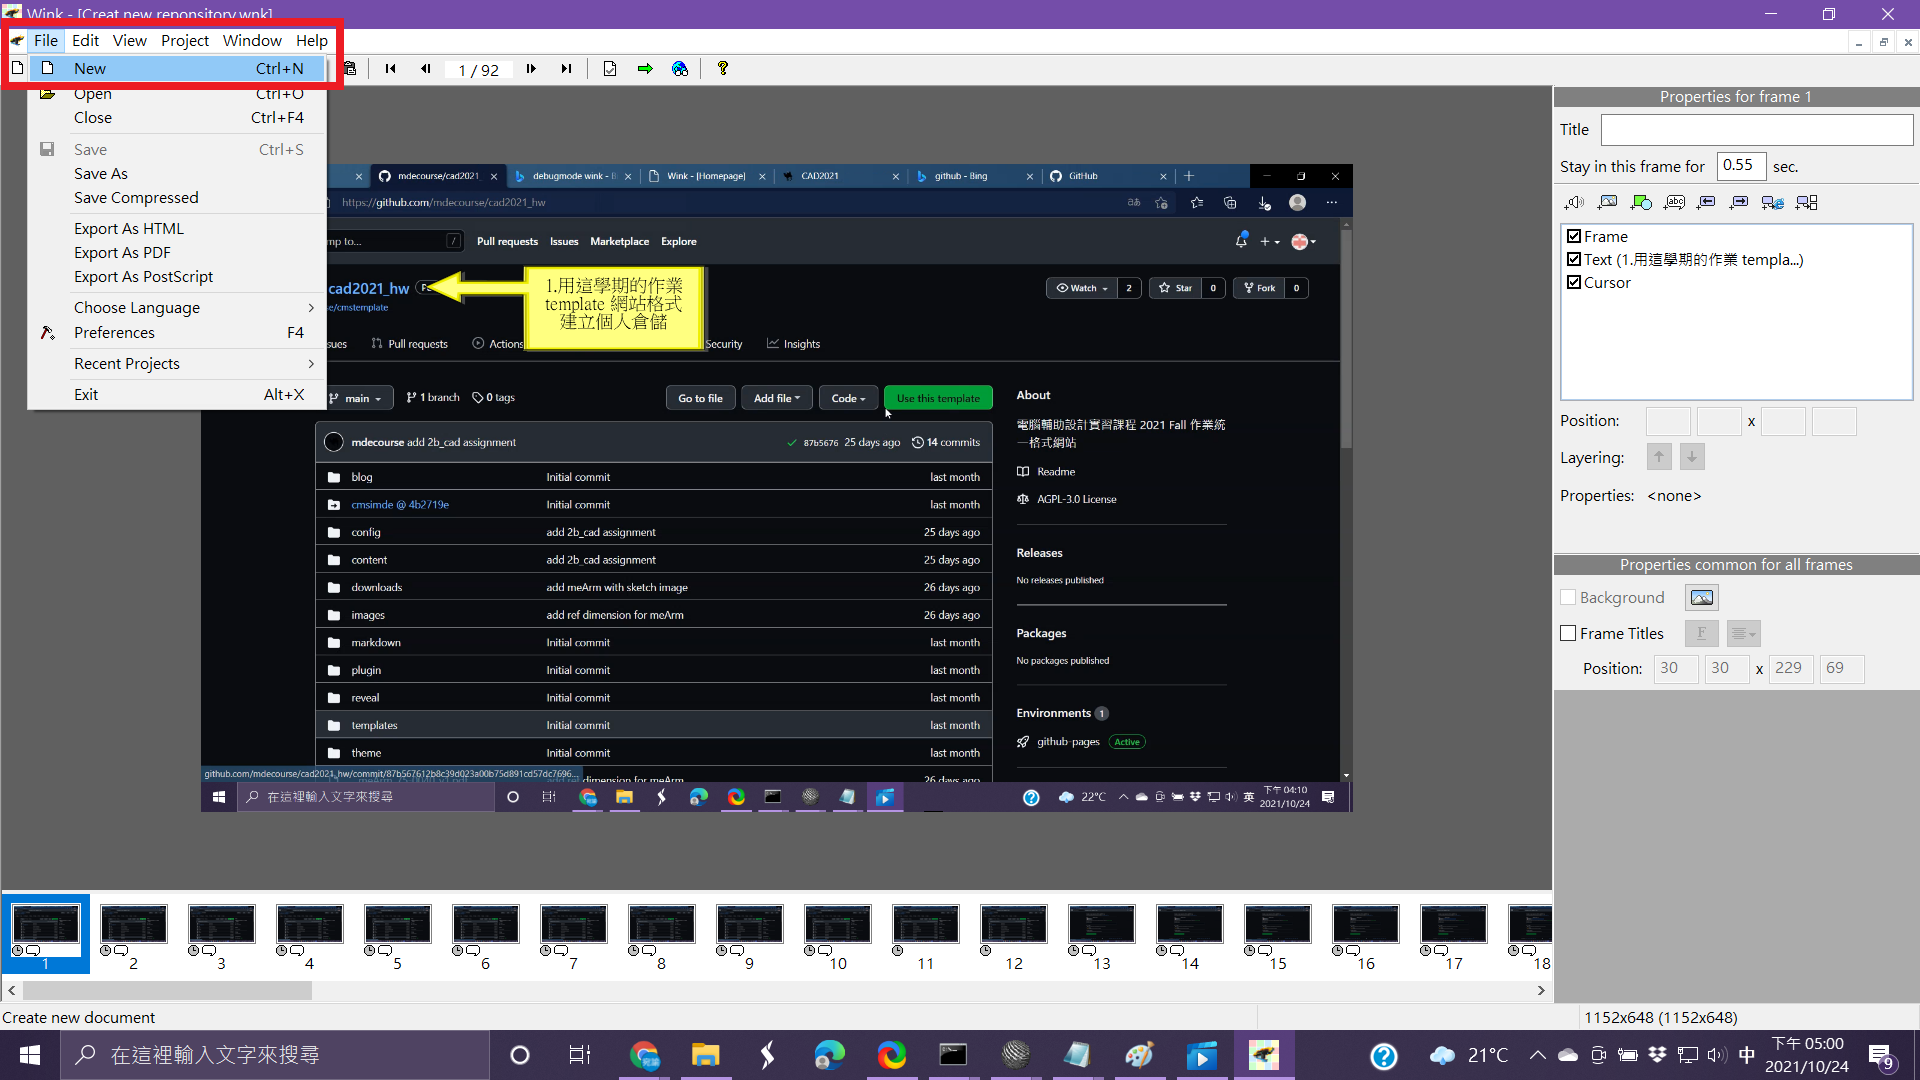 Wink - [Creat new reponsitory.wnk]
File Edit View Project Window Help
New Ctrl+N
1 / 92
Open Ctrl+O
Close Ctrl+F4
Save Ctrl+S
Save As
Save Compressed
Export As HTML
Export As PDF
Export As PostScript
Choose Language
Preferences F4
Recent Projects
Exit Alt+X
mdecourse/cad2021_
debugmode wink - B
Wink - [Homepage]
CAD2021
github - Bing
GitHub
https://github.com/mdecourse/cad2021_hw
mp to... /
Pull requests Issues Marketplace Explore
cad2021_hw
e/cmstemplate
1.用這學期的作業
template 網站格式
建立個人倉儲
Watch 2 Star 0 Fork 0
sues Pull requests Actions Security Insights
main 1 branch 0 tags Go to file Add file Code Use this template
mdecourse add 2b_cad assignment 87b5676 25 days ago 14 commits
blog Initial commit last month
cmsimde @ 4b2719e Initial commit last month
config add 2b_cad assignment 25 days ago
content add 2b_cad assignment 25 days ago
downloads add meArm with sketch image 26 days ago
images add ref dimension for meArm 26 days ago
markdown Initial commit last month
plugin Initial commit last month
reveal Initial commit last month
templates Initial commit last month
theme Initial commit last month
dimension for meArm 26 days ago
github.com/mdecourse/cad2021_hw/commit/87b567612b8c39d023a00b75d891cd57dc7696...
About
電腦輔助設計實習課程 2021 Fall 作業統
一格式網站
Readme
AGPL-3.0 License
Releases
No releases published
Packages
No packages published
Environments 1
github-pages Active
在這裡輸入文字來搜尋
22°C 英 下午 04:10
2021/10/24
Properties for frame 1
Title
Stay in this frame for 0.55 sec.
Frame
Text (1.用這學期的作業 templa...)
Cursor
Position: x
Layering:
Properties: <none>
Properties common for all frames
Background
Frame Titles F
Position: 30 30 x 229 69
1 2 3 4 5 6 7 8 9 10 11 12 13 14 15 16 17 18
Create new document
1152x648 (1152x648)
在這裡輸入文字來搜尋
21°C 中 下午 05:00
2021/10/24
9